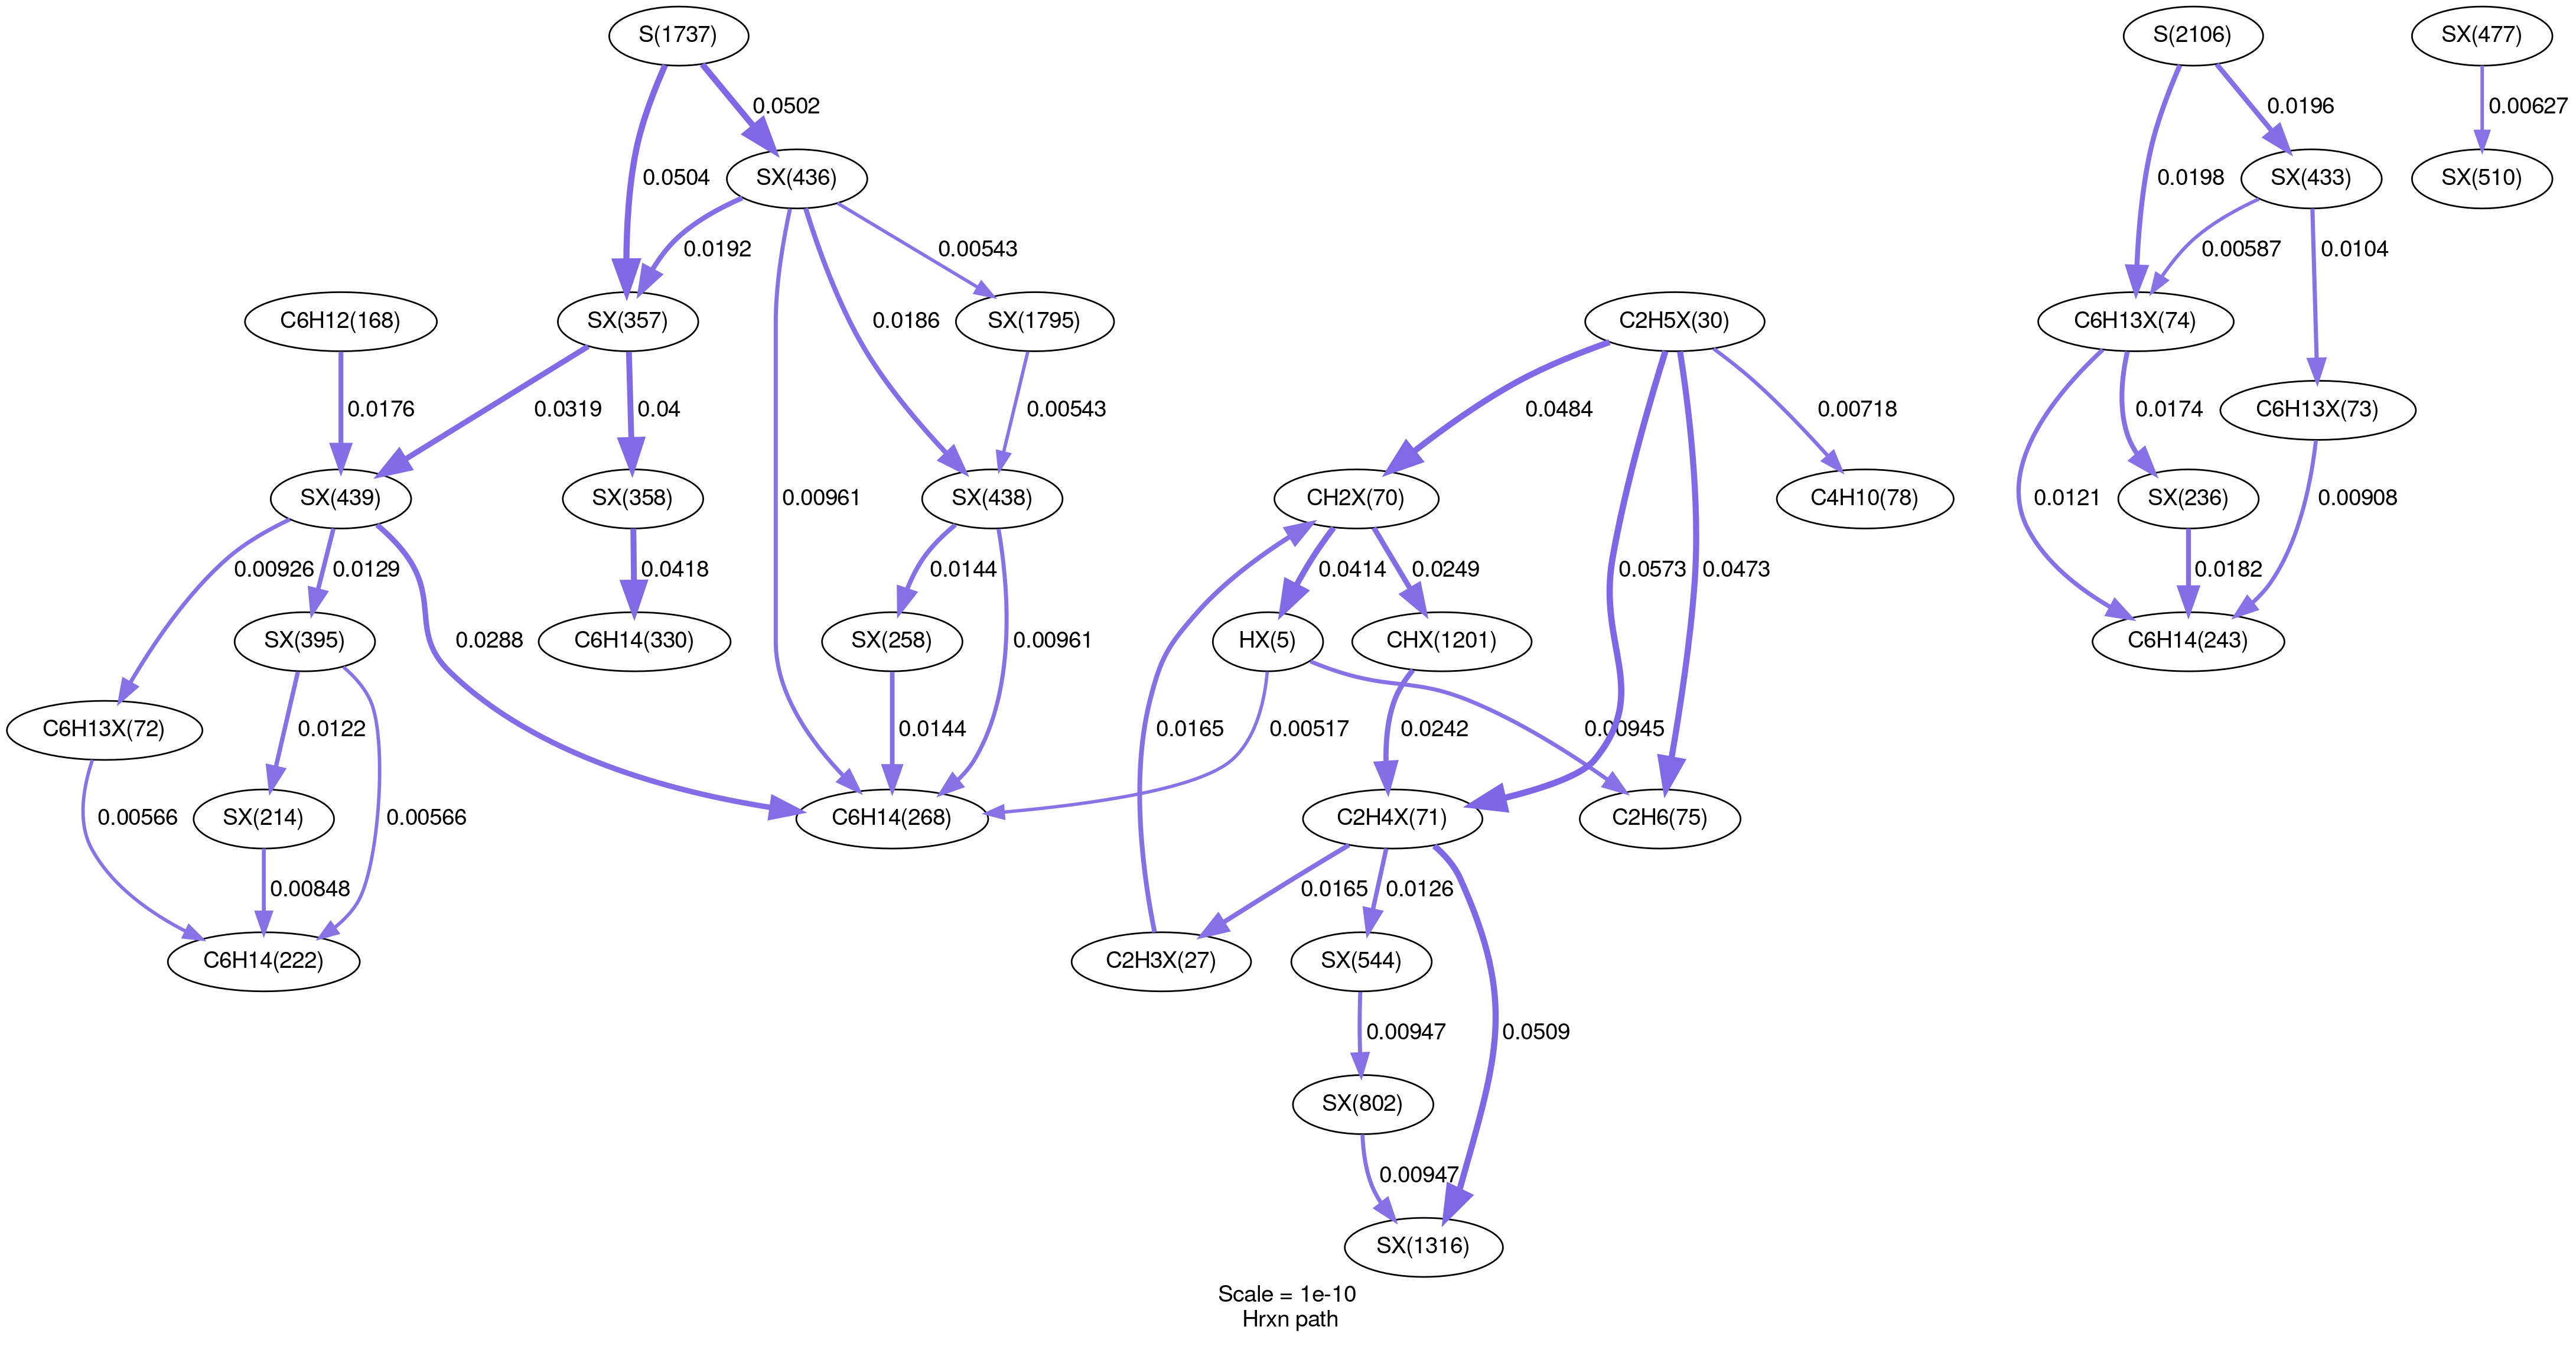 S(1737)
S(2106)
SX(477)
0.0502
0.0196
0.00627
SX(436)
0.0504
0.0198
SX(433)
SX(510)
0.0192
0.00543
0.00587
0.0104
C6H12(168)
SX(357)
0.0186
SX(1795)
C2H5X(30)
C6H13X(74)
0.0176
0.0319
0.04
0.00543
0.0484
0.00718
0.0174
C6H13X(73)
SX(439)
SX(358)
0.00961
SX(438)
CH2X(70)
C4H10(78)
0.0121
SX(236)
0.00908
0.00926
0.0129
0.0418
0.0144
0.0414
0.0249
0.0573
0.0473
0.0182
SX(395)
0.0288
C6H14(330)
SX(258)
0.00961
HX(5)
CHX(1201)
C6H14(243)
C6H13X(72)
0.0122
0.0144
0.0165
0.00517
0.0242
0.00945
0.00566
SX(214)
0.00566
C6H14(268)
C2H4X(71)
C2H6(75)
0.00848
0.0165
0.0126
C6H14(222)
C2H3X(27)
SX(544)
0.00947
0.0509
SX(802)
0.00947
SX(1316)
Scale = 1e-10
Hrxn path